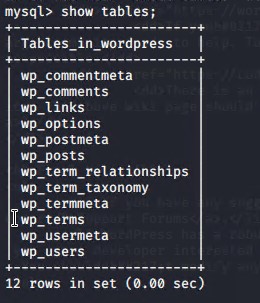 mysql> show tables;
+-----------------------+
| Tables_in_wordpress |
+-----------------------+
| wp_commentmeta |
| wp_comments |
| wp_links |
| wp_options |
| wp_postmeta |
| wp_posts |
| wp_term_relationships |
| wp_term_taxonomy |
| wp_termmeta |
| wp_terms |
| wp_usermeta |
| wp_users |
+-----------------------+
12 rows in set (0.00 sec)